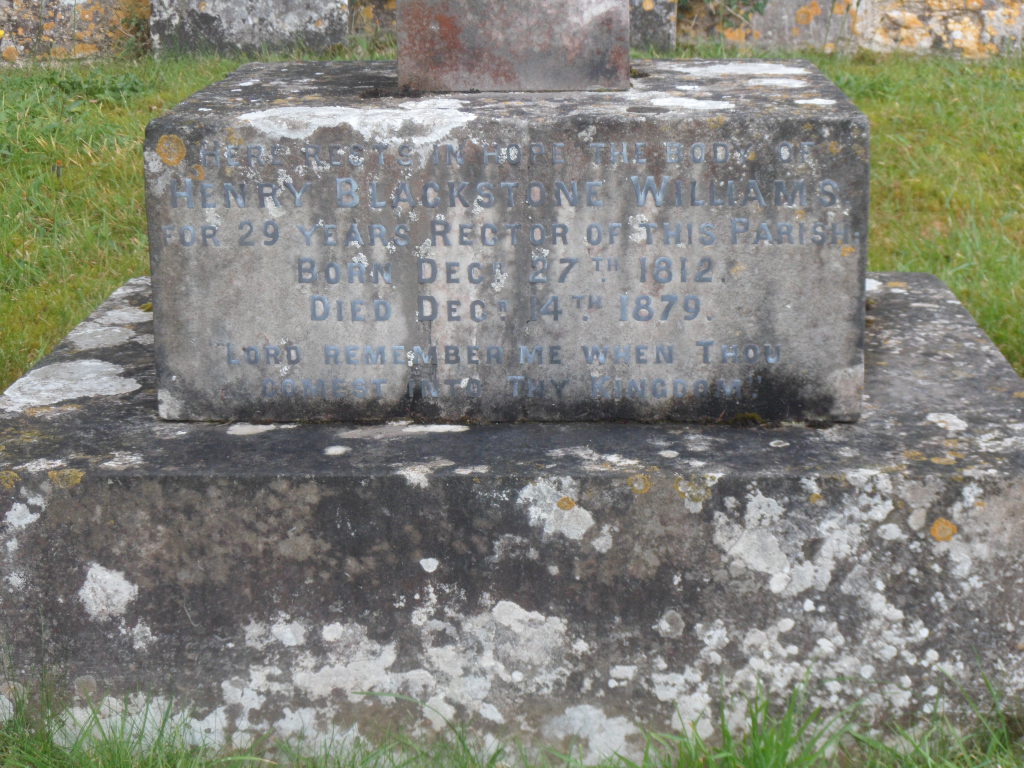 HERE RESTS IN HOPE THE BODY OF
HENRY BLACKSTONE WILLIAMS
FOR 29 YEARS RECTOR OF THIS PARISH
BORN DECR 27TH 1812.
DIED DECR 14TH 1879.
"LORD REMEMBER ME WHEN THOU
COMEST INTO THY KINGDOM"